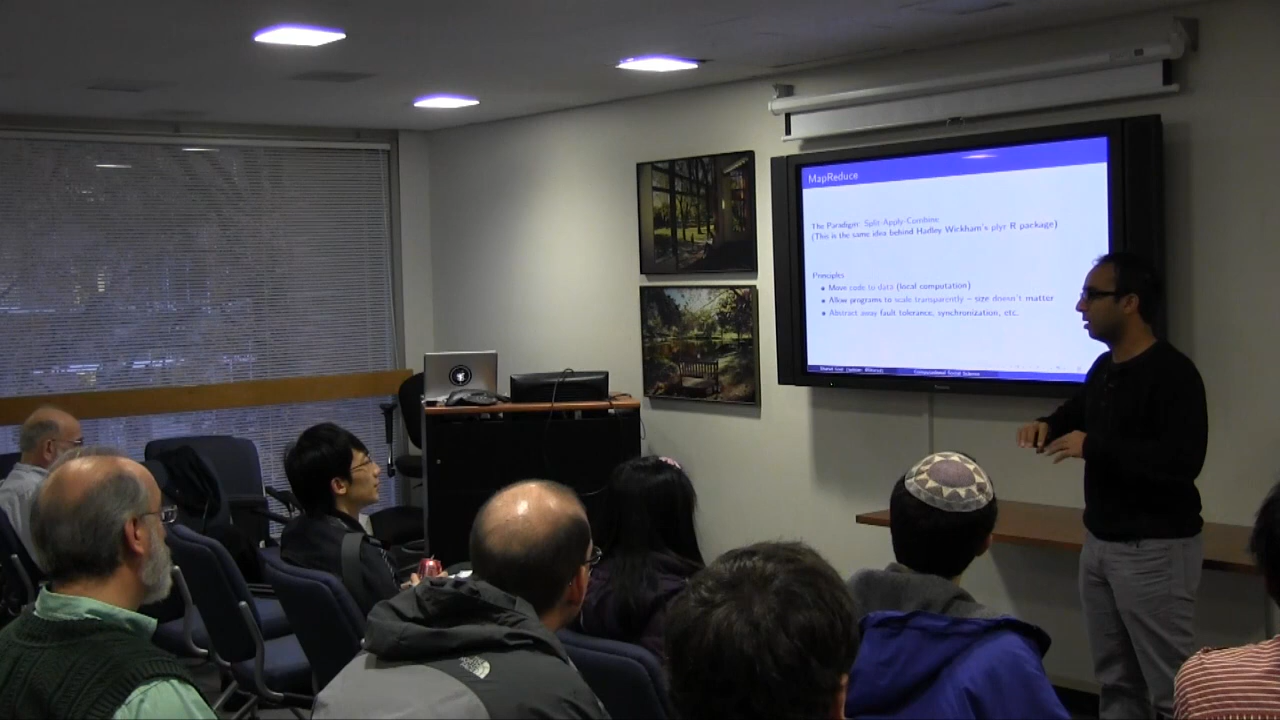 MapReduce
The Paradigm: Split-Apply-Combine
(This is the same idea behind Hadley Wickham's plyr R package)
Principles
Move code to data (local computation)
Allow programs to scale transparently – size doesn't matter
Abstract away fault tolerance, synchronization, etc.
Computational Social Science